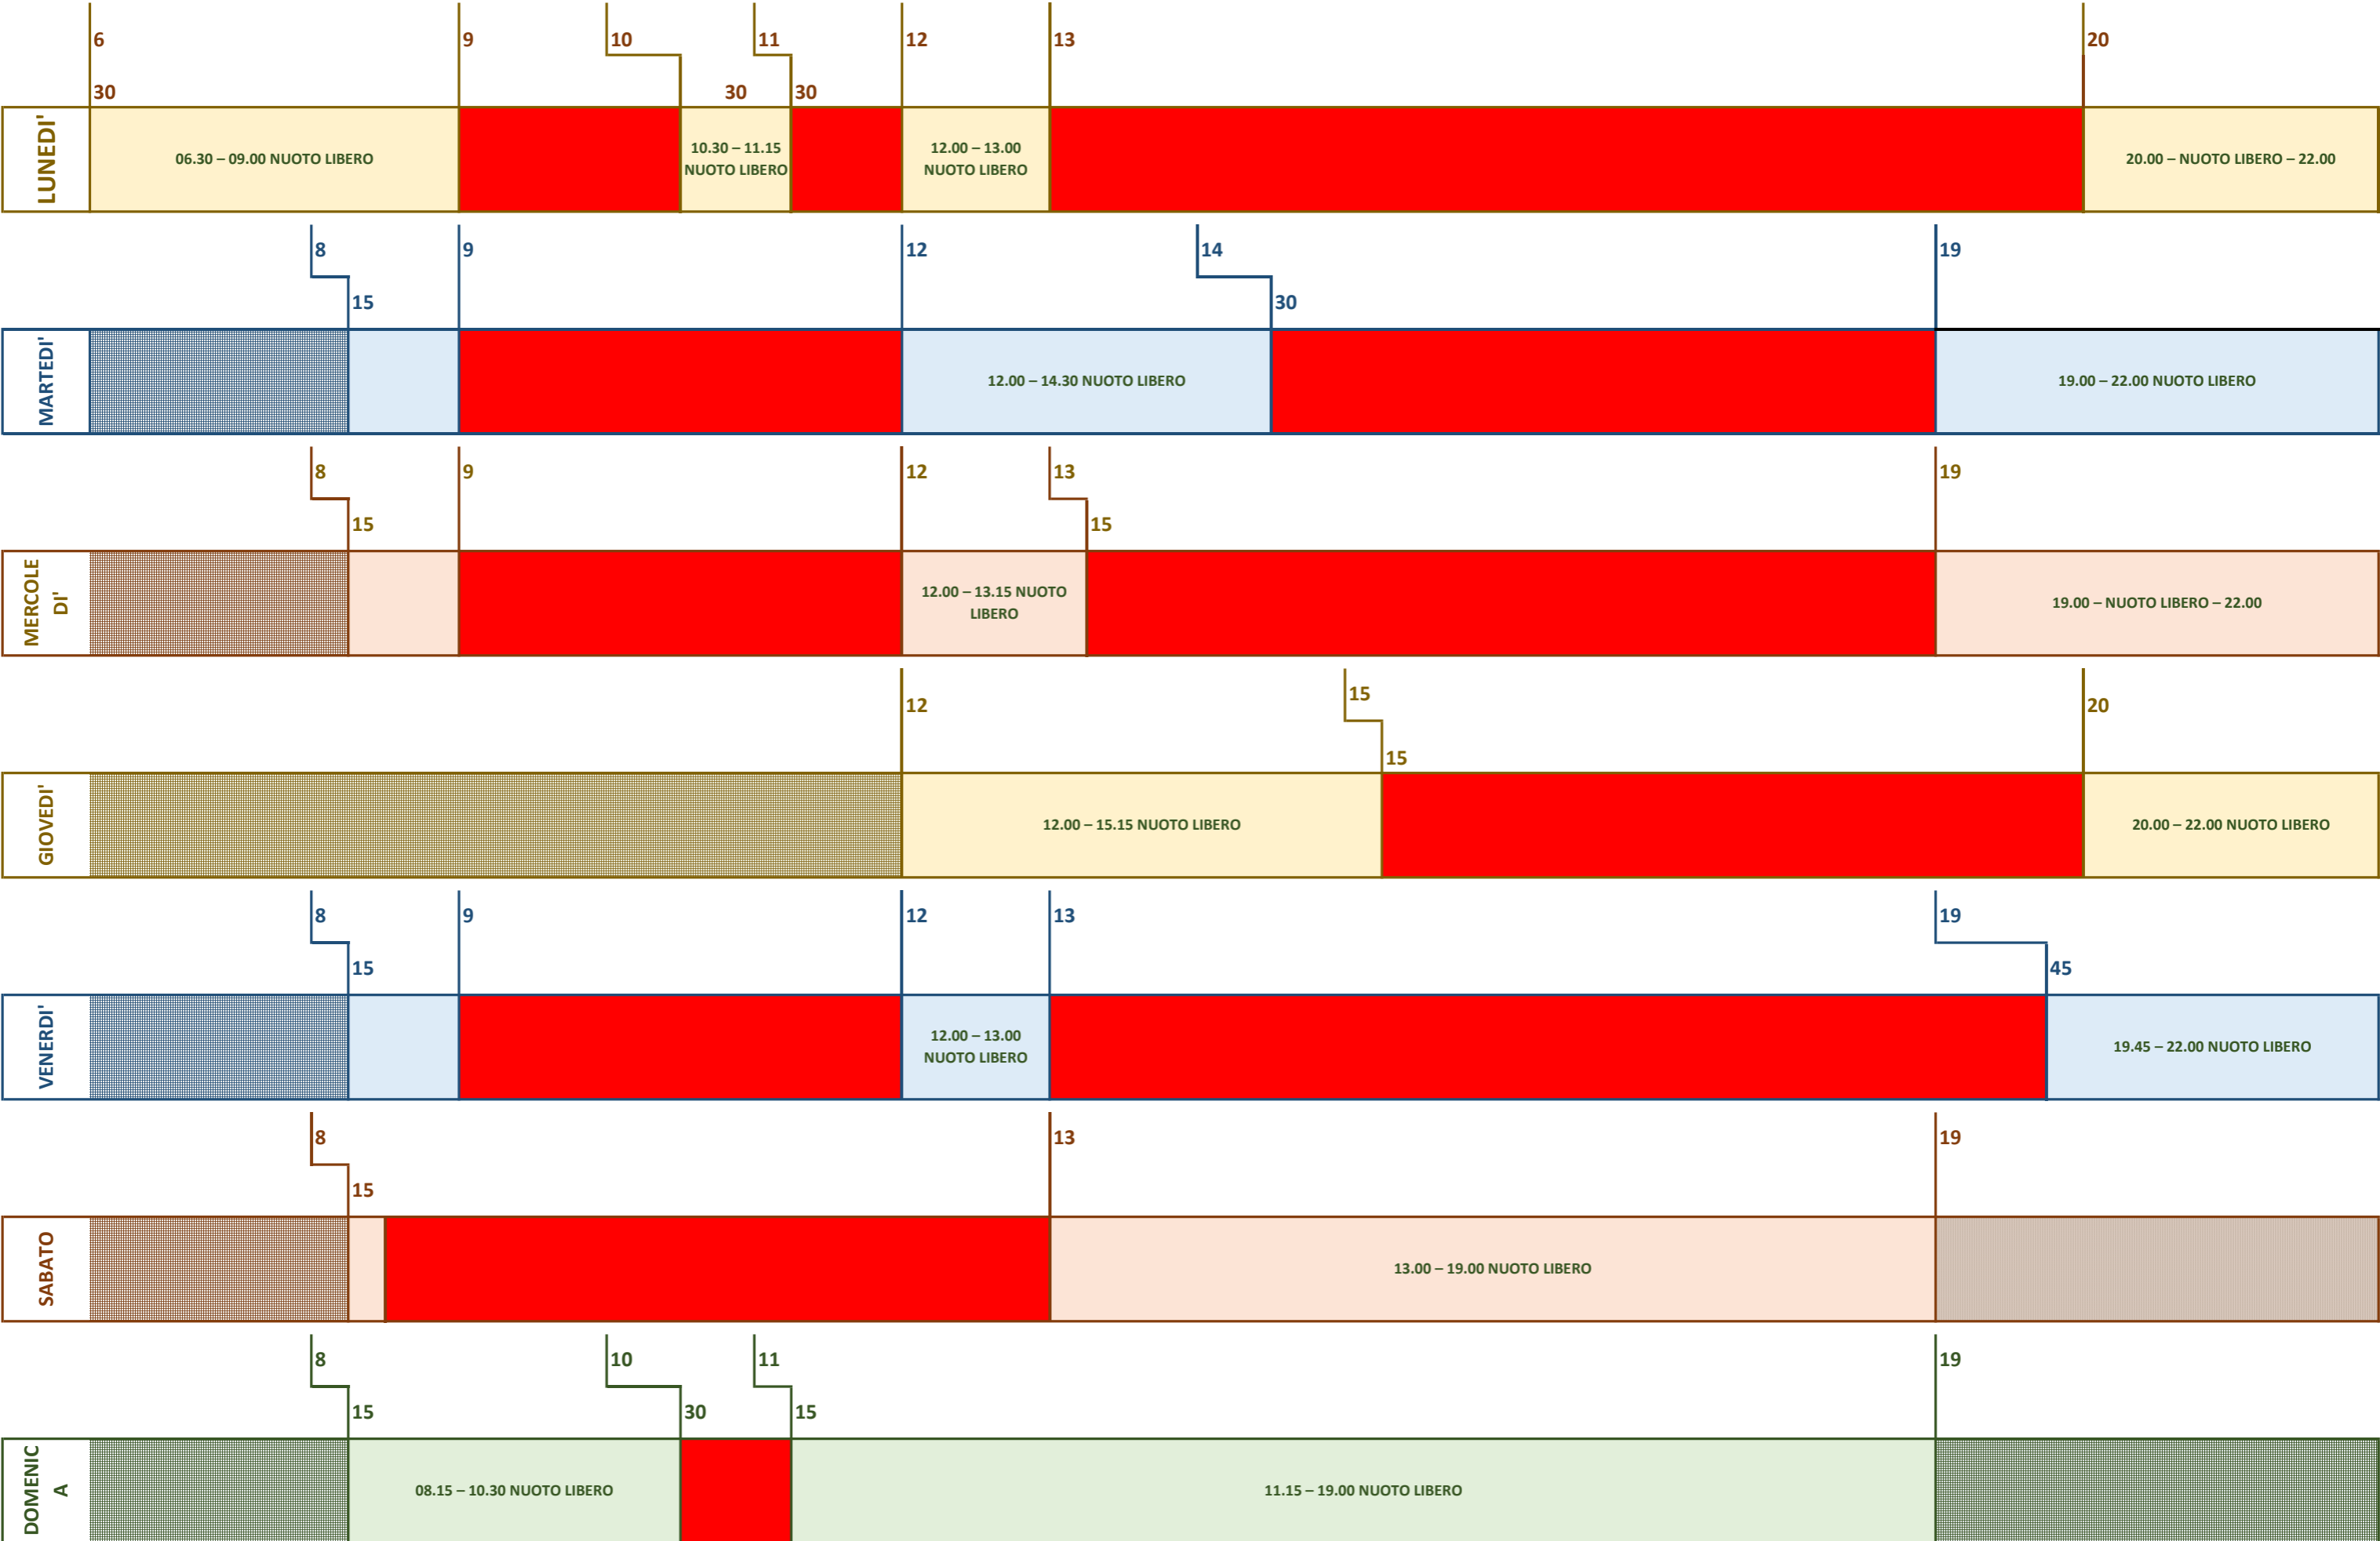 6 9 10 11 12 13 20
30 30 30
LUNEDI'
06.30 – 09.00 NUOTO LIBERO
10.30 – 11.15
NUOTO LIBERO
12.00 – 13.00
NUOTO LIBERO
20.00 – NUOTO LIBERO – 22.00
8 9 12 14 19
15 30
MARTEDI'
12.00 – 14.30 NUOTO LIBERO
19.00 – 22.00 NUOTO LIBERO
8 9 12 13 19
15 15
MERCOLE
DI'
12.00 – 13.15 NUOTO
LIBERO
19.00 – NUOTO LIBERO – 22.00
12 15 20
15
GIOVEDI'
12.00 – 15.15 NUOTO LIBERO
20.00 – 22.00 NUOTO LIBERO
8 9 12 13 19
15 45
VENERDI'
12.00 – 13.00
NUOTO LIBERO
19.45 – 22.00 NUOTO LIBERO
8 13 19
15
SABATO
13.00 – 19.00 NUOTO LIBERO
8 10 11 19
15 30 15
DOMENIC
A
08.15 – 10.30 NUOTO LIBERO
11.15 – 19.00 NUOTO LIBERO